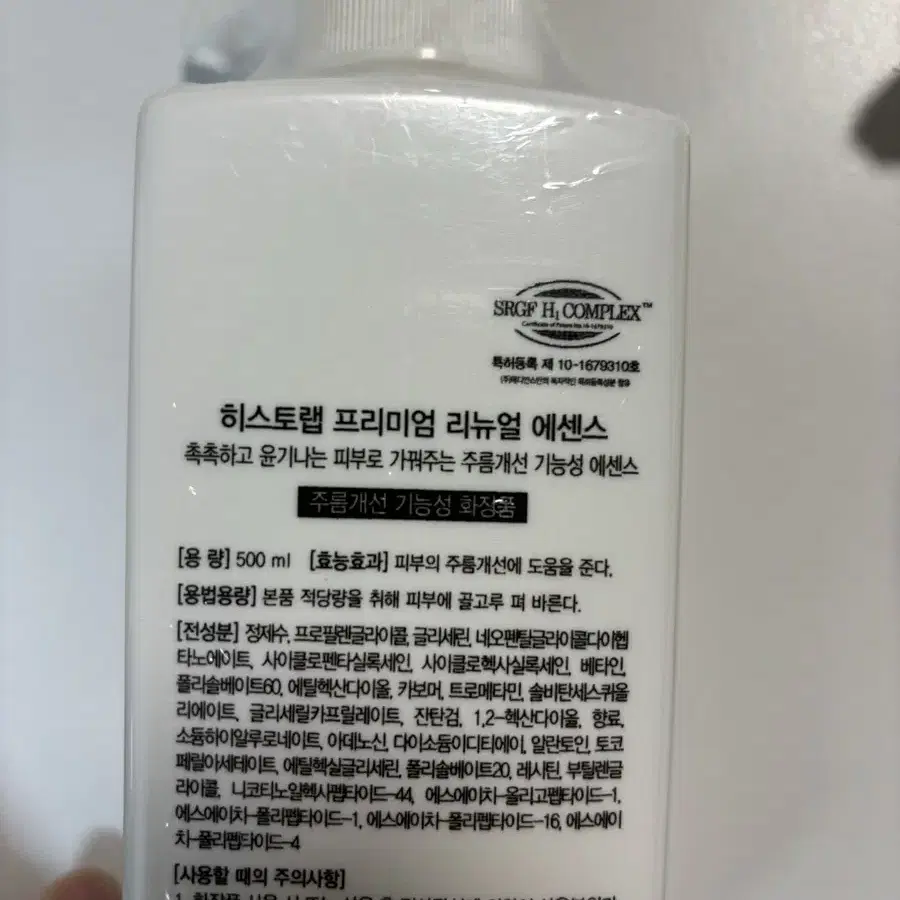 SRGF H₁ COMPLEX™
Certificate of Patent No.10-1679310
특허등록 제 10-1679310호
히스토랩 프리미엄 리뉴얼 에센스
촉촉하고 윤기나는 피부로 가꿔주는 주름개선 기능성 에센스
주름개선 기능성 화장품
[용 량] 500 ml [효능효과] 피부의 주름개선에 도움을 준다.
[용법용량] 본품 적당량을 취해 피부에 골고루 펴 바른다.
[전성분] 정제수, 프로필렌글라이콜, 글리세린, 네오펜틸글라이콜다이헵
타노에이트, 사이클로펜타실록세인, 사이클로헥사실록세인, 베타인,
폴리솔베이트60, 에틸헥산다이올, 카보머, 트로메타민, 솔비탄세스퀴올
리에이트, 글리세릴카프릴레이트, 잔탄검, 1,2-헥산다이올, 향료,
소듐하이알루로네이트, 아데노신, 다이소듐이디티에이, 알란토인, 토코
페릴아세테이트, 에틸헥실글리세린, 폴리솔베이트20, 레시틴, 부틸렌글
라이콜, 니코티노일헥사펩타이드-44, 에스에이치-올리고펩타이드-1,
에스에이차-폴리펩타이드-1, 에스에이차-폴리펩타이드-16, 에스에이
차-폴리펩타이드-4
[사용할 때의 주의사항]